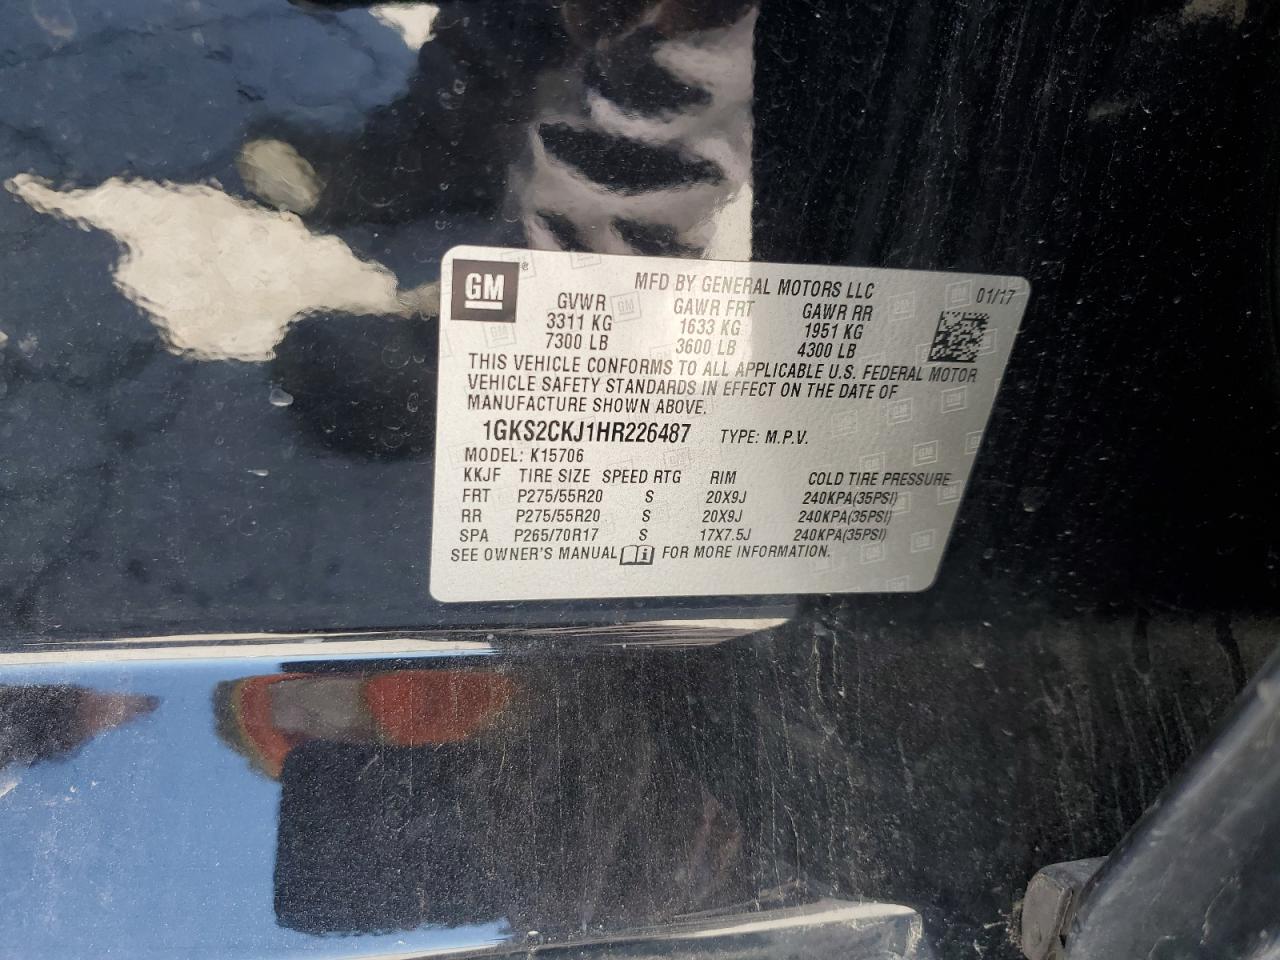 GM
MFD BY GENERAL MOTORS LLC
01/17
GVWR GAWR FRT GAWR RR
3311 KG 1633 KG 1951 KG
7300 LB 3600 LB 4300 LB
THIS VEHICLE CONFORMS TO ALL APPLICABLE U.S. FEDERAL MOTOR
VEHICLE SAFETY STANDARDS IN EFFECT ON THE DATE OF
MANUFACTURE SHOWN ABOVE.
1GKS2CKJ1HR226487 TYPE: M.P.V.
MODEL: K15706
KKJF TIRE SIZE SPEED RTG RIM COLD TIRE PRESSURE
FRT P275/55R20 S 20X9J 240KPA(35PSI)
RR P275/55R20 S 20X9J 240KPA(35PSI)
SPA P265/70R17 S 17X7.5J 240KPA(35PSI)
SEE OWNER'S MANUAL FOR MORE INFORMATION.